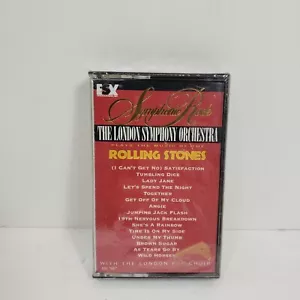 Symphonic Rock
THE LONDON SYMPHONY ORCHESTRA
PLAYS THE MUSIC OF THE
ROLLING STONES
(I CAN'T GET NO) SATISFACTION
TUMBLING DICE
LADY JANE
LET'S SPEND THE NIGHT
TOGETHER
GET OFF OF MY CLOUD
ANGIE
JUMPING JACK FLASH
19TH NERVOUS BREAKDOWN
SHE'S A RAINBOW
TIME IS ON MY SIDE
UNDER MY THUMB
BROWN SUGAR
AS TEARS GO BY
WILD HORSES
WITH THE LONDON